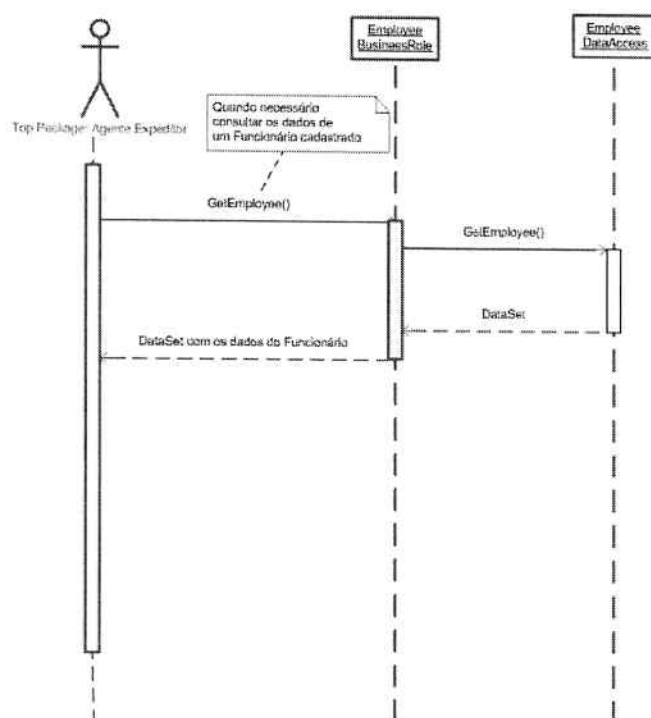 Employee
BusinessRole
Employee
DataAccess
Top Package::Agente Expeditor
Quando necessário
consultar os dados de
um Funcionário cadastrado
GetEmployee()
GetEmployee()
DataSet
DataSet com os dados do Funcionário